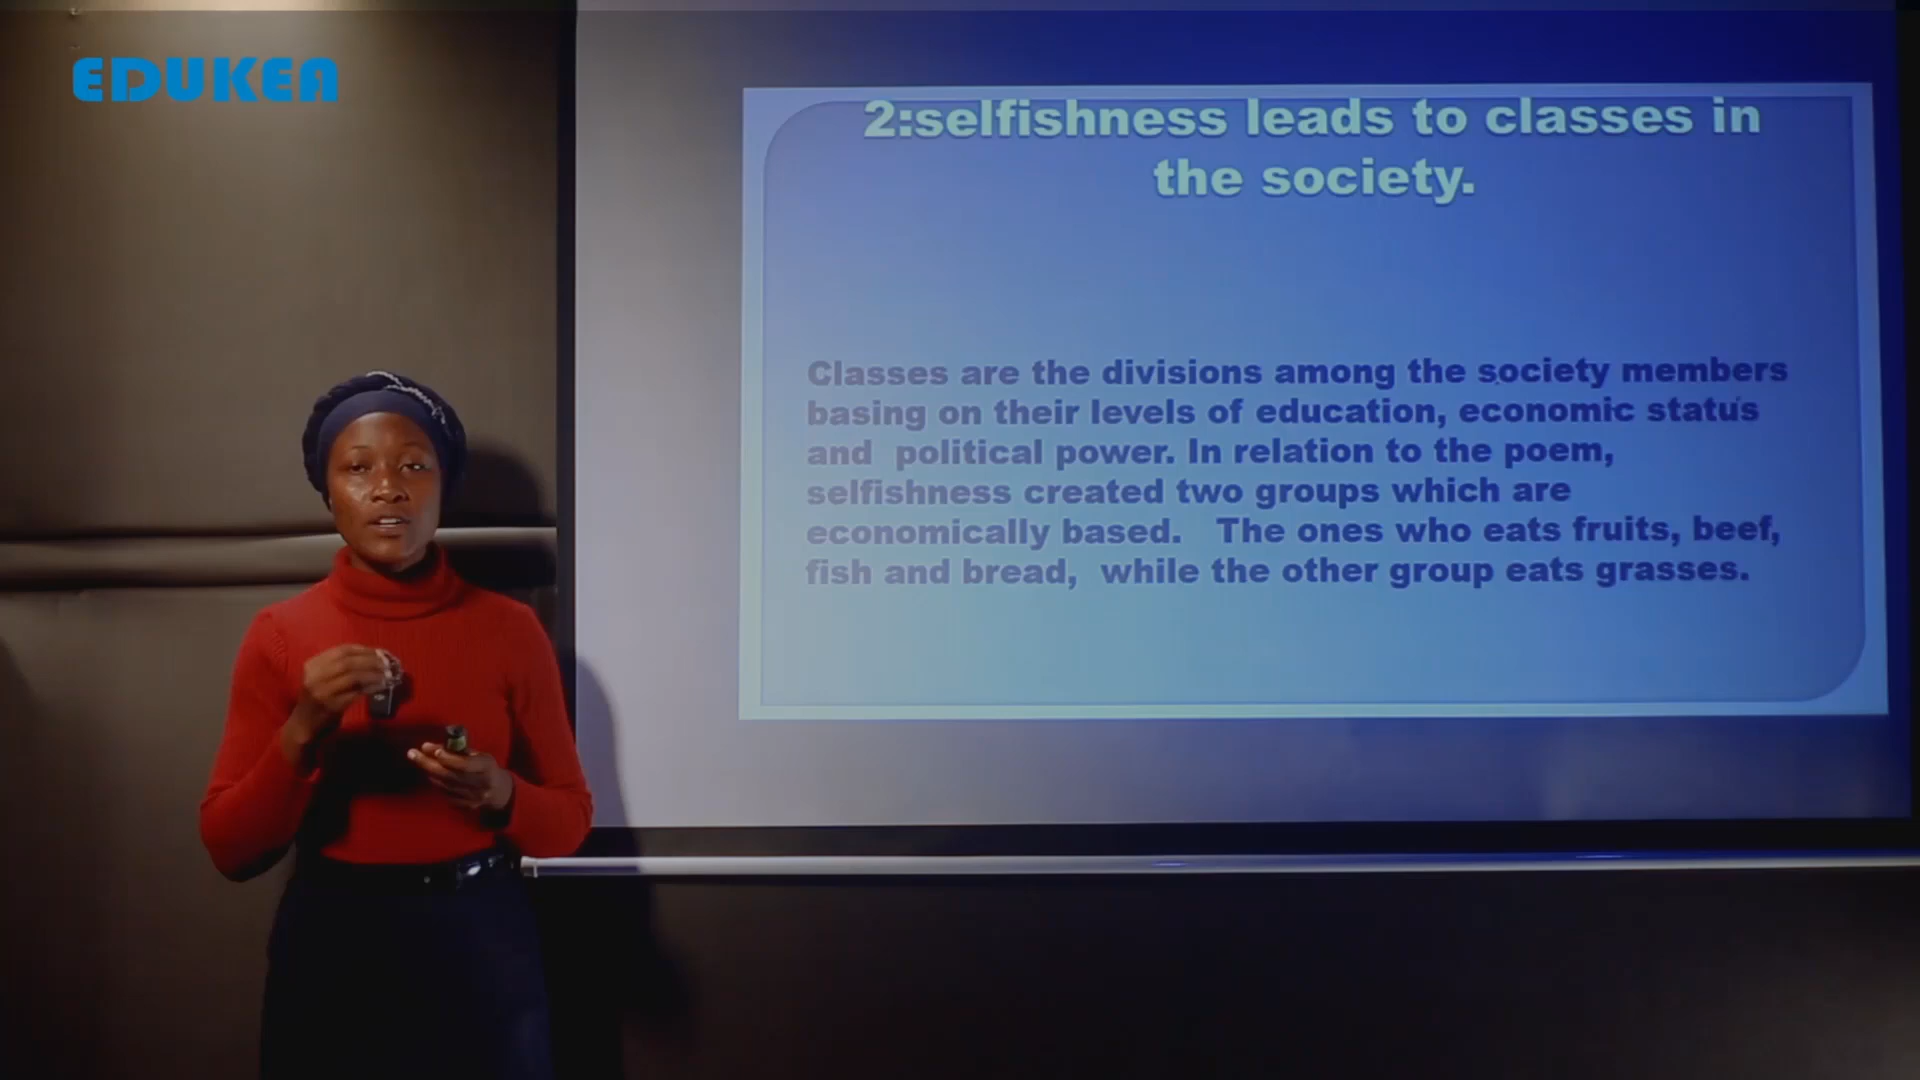 EDUKEA
2:selfishness leads to classes in
the society.
Classes are the divisions among the society members
basing on their levels of education, economic status
and political power. In relation to the poem,
selfishness created two groups which are
economically based. The ones who eats fruits, beef,
fish and bread, while the other group eats grasses.